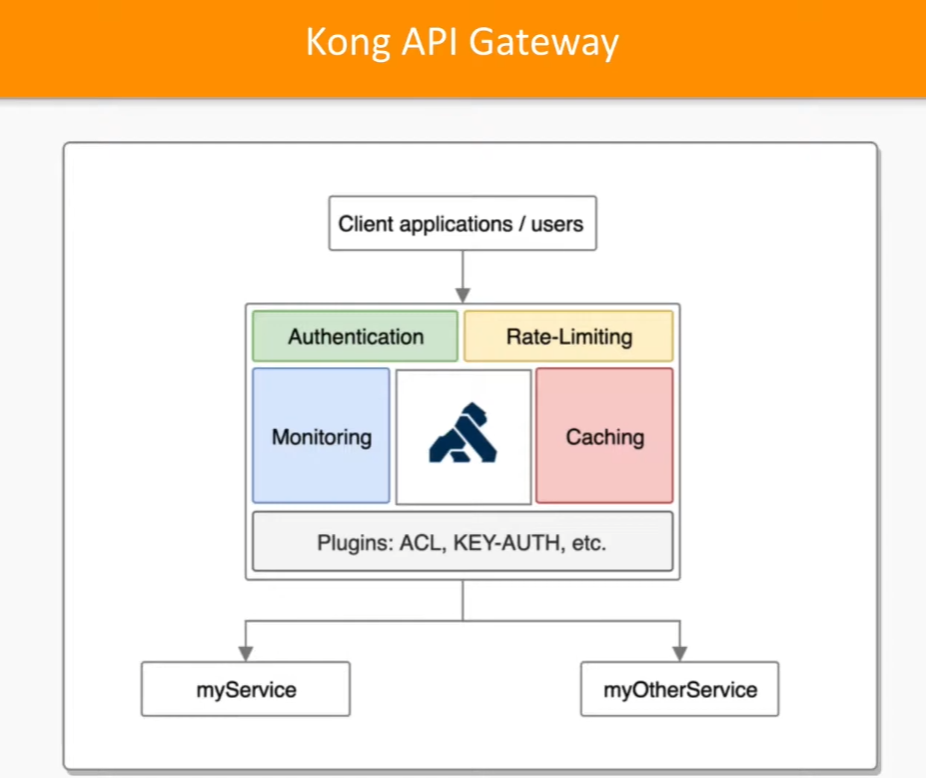 Kong API Gateway
Client applications / users
Authentication
Rate-Limiting
Monitoring
Caching
Plugins: ACL, KEY-AUTH, etc.
myService
myOtherService